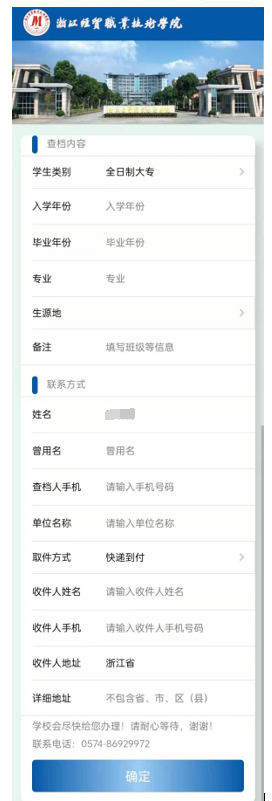 浙江经贸職業技術學院
查档内容
学生类别 全日制大专
入学年份 入学年份
毕业年份 毕业年份
专业 专业
生源地
备注 填写班级等信息
联系方式
姓名
曾用名 曾用名
查档人手机 请输入手机号码
单位名称 请输入单位名称
取件方式 快递到付
收件人姓名 请输入收件人姓名
收件人手机 请输入收件人手机号码
收件人地址 浙江省
详细地址 不包含省、市、区（县）
学校会尽快给您办理！请耐心等待，谢谢！
联系电话：0574-86929972
确定